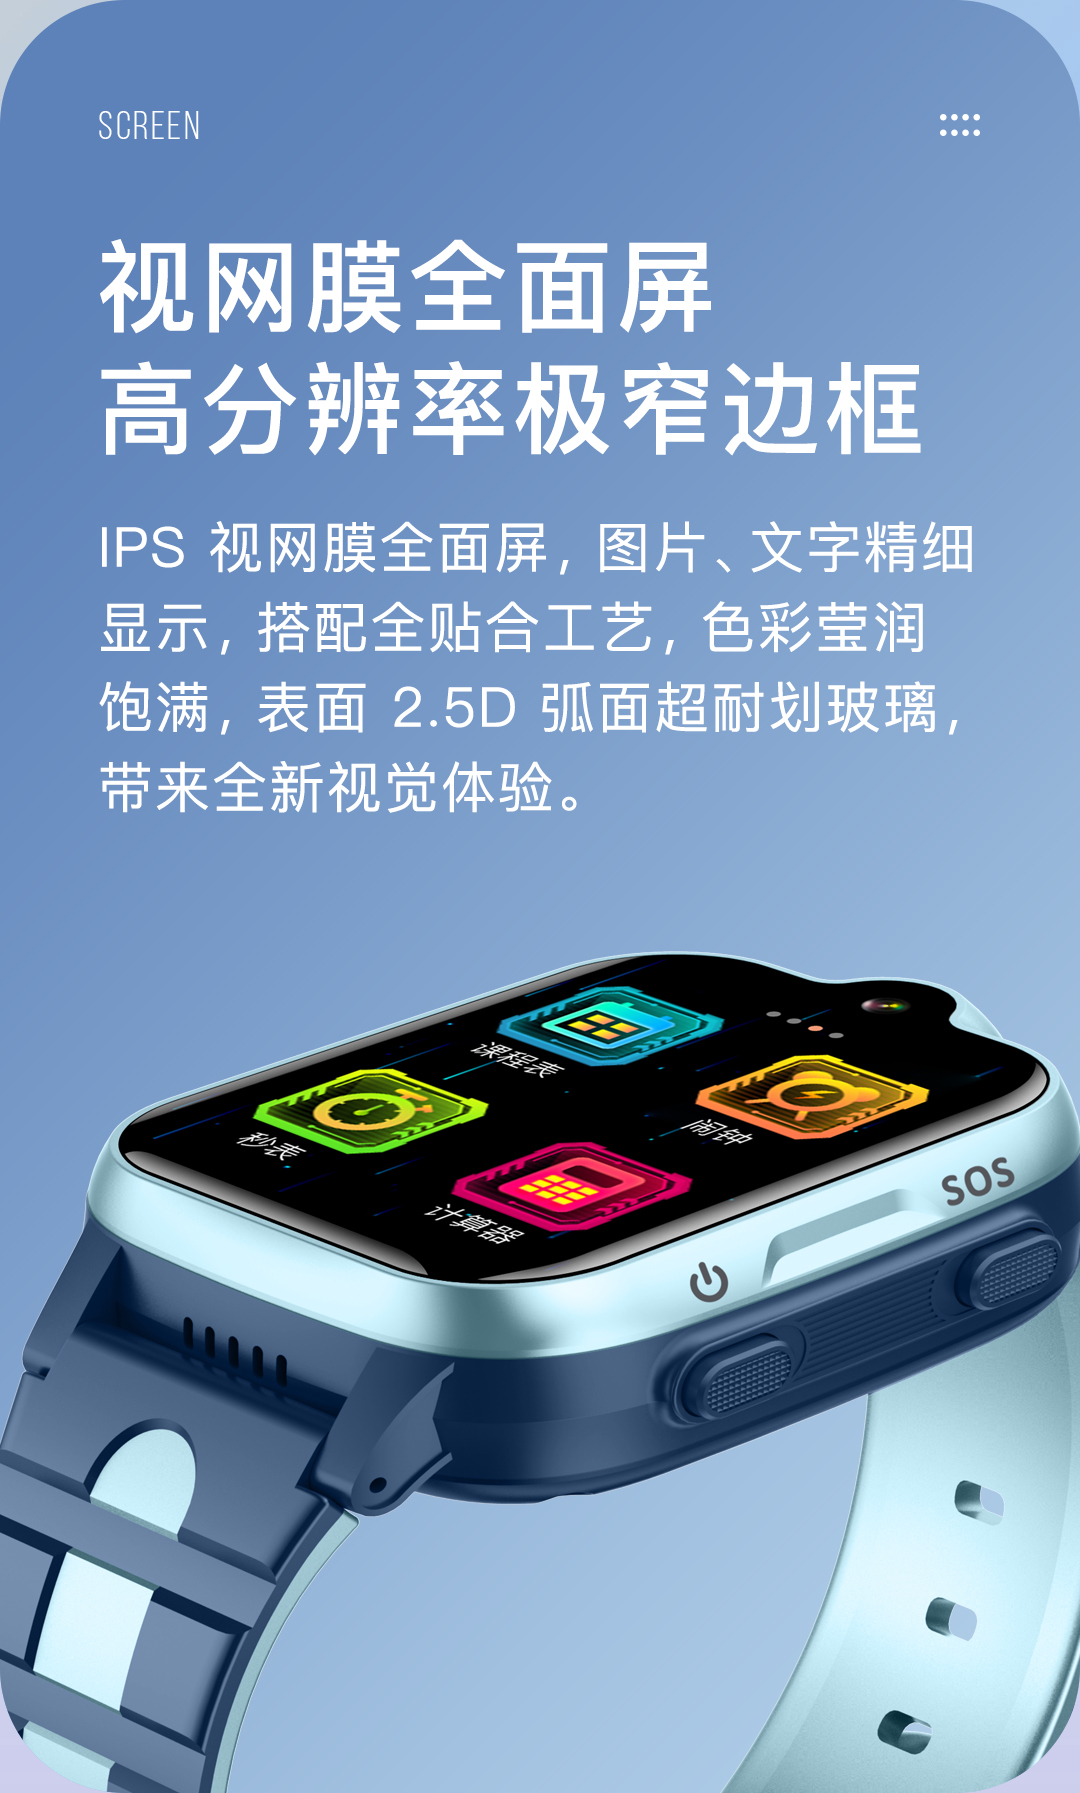 SCREEN
视网膜全面屏
高分辨率极窄边框
IPS 视网膜全面屏，图片、文字精细
显示，搭配全贴合工艺，色彩莹润
饱满，表面 2.5D 弧面超耐划玻璃，
带来全新视觉体验。
课程表
秒表
闹钟
计算器
SOS